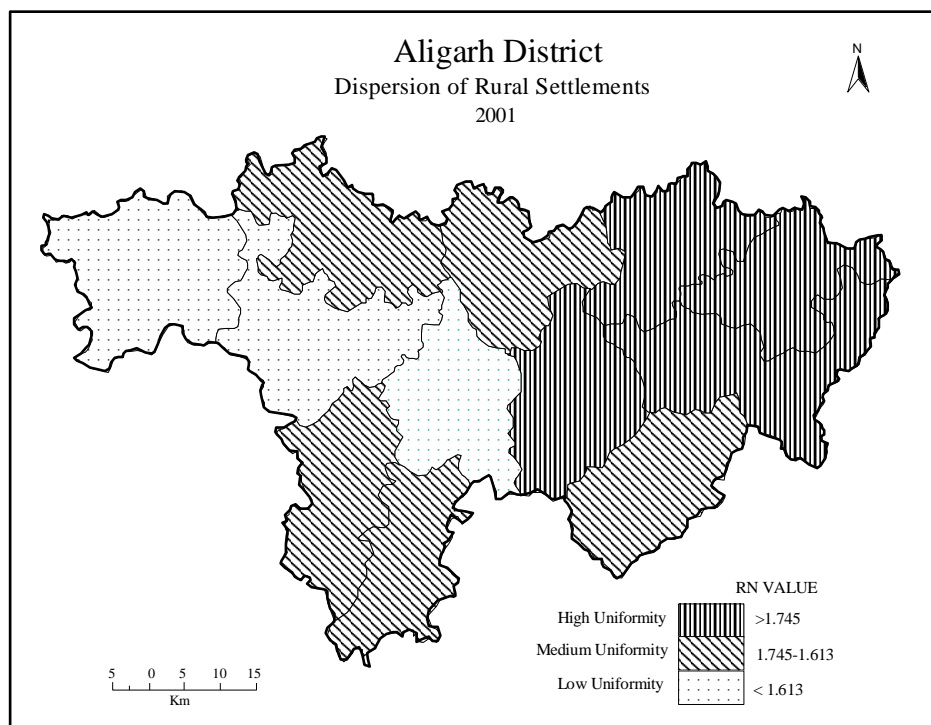 Aligarh District
Dispersion of Rural Settlements
2001
N
RN VALUE
High Uniformity >1.745
Medium Uniformity 1.745-1.613
Low Uniformity < 1.613
5 0 5 10 15
Km